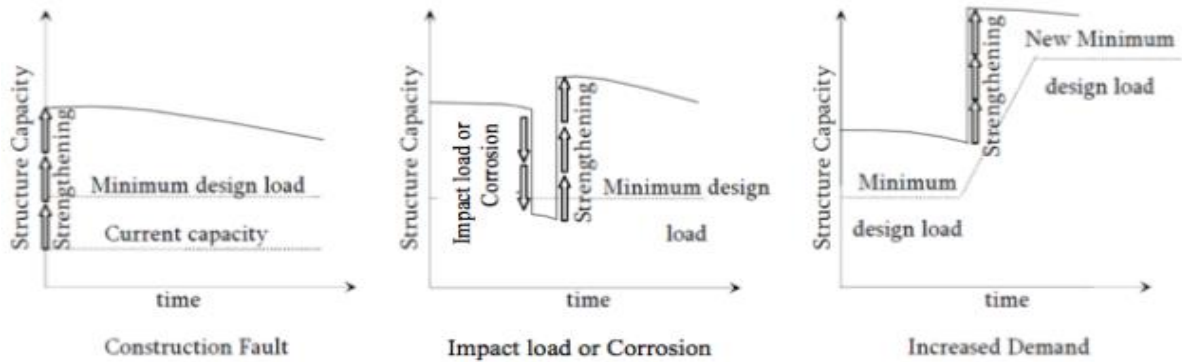 Structure Capacity
Strengthening
Minimum design load
Current capacity
time
Construction Fault
Structure Capacity
Impact load or
Corrosion
Strengthening
Minimum design
load
time
Impact load or Corrosion
Structure Capacity
Strengthening
New Minimum
design load
Minimum
design load
time
Increased Demand